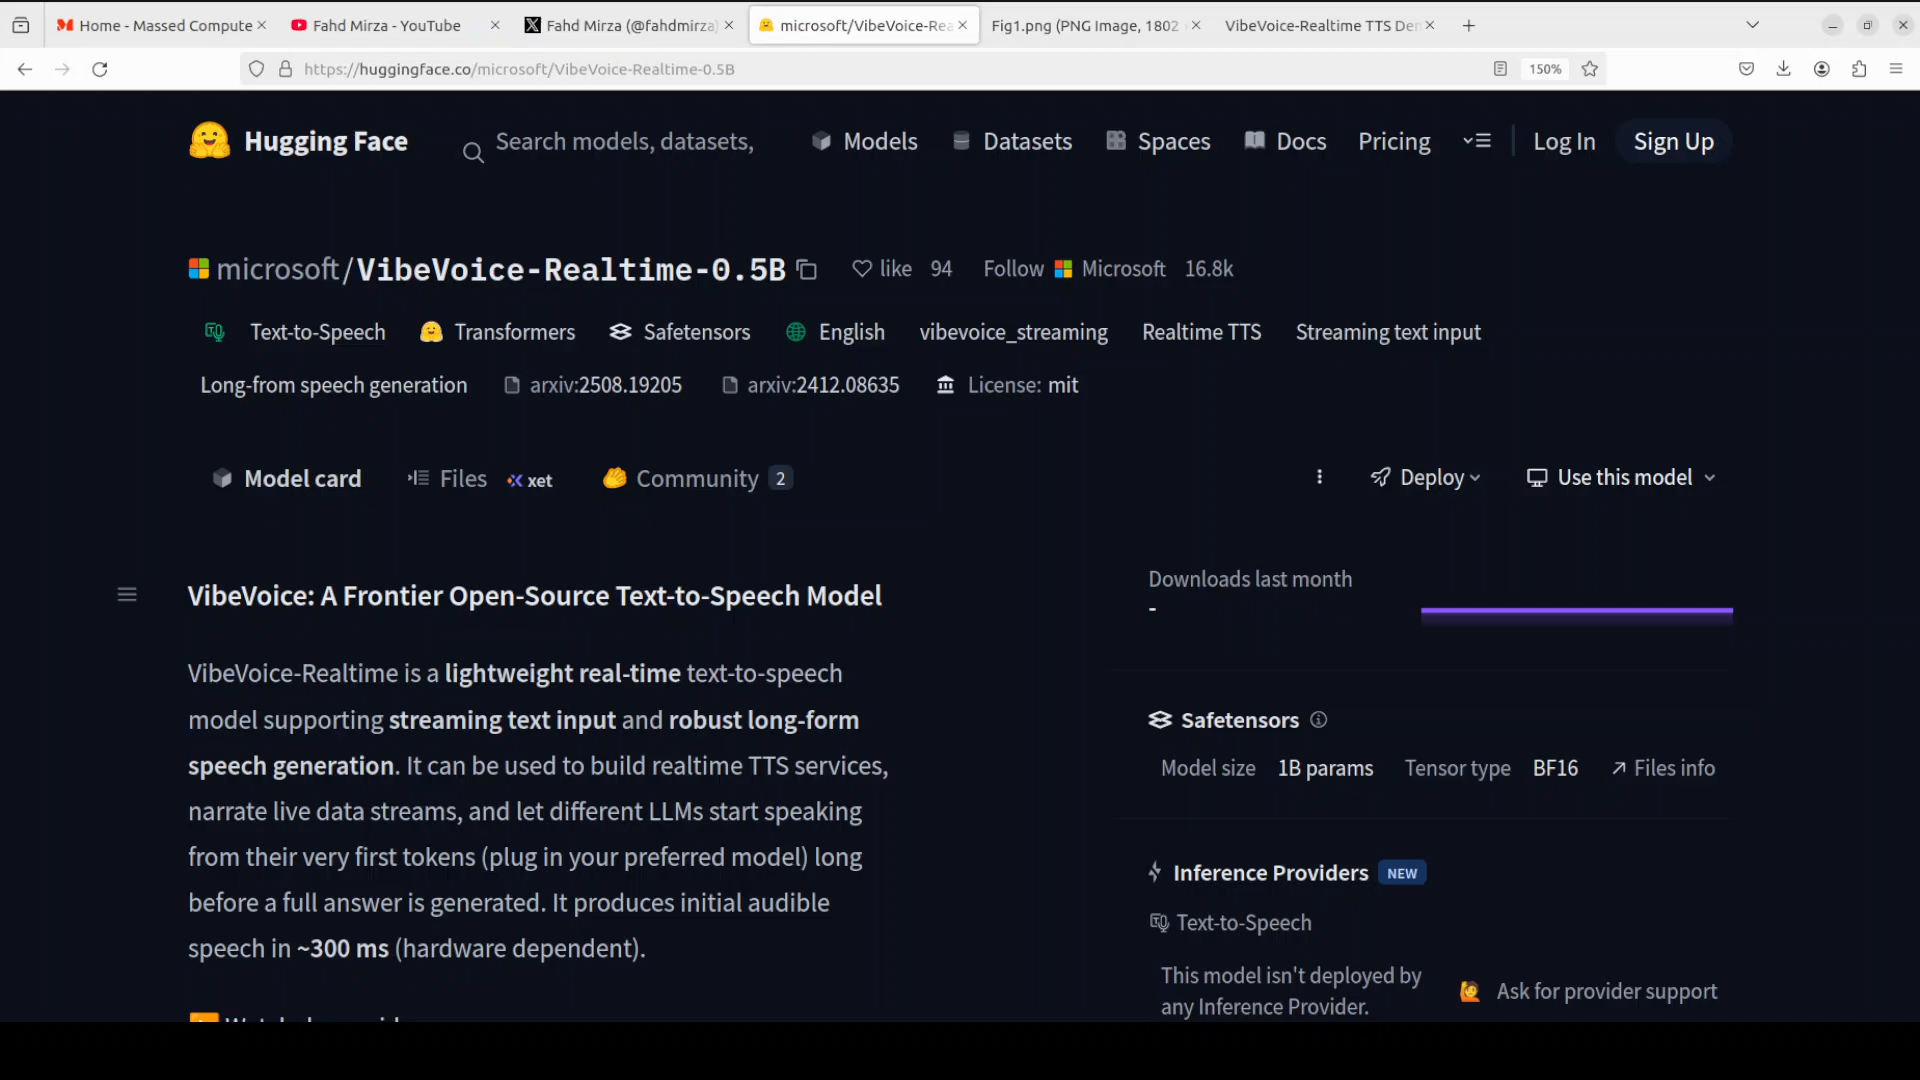 Home - Massed Compute
Fahd Mirza - YouTube
Fahd Mirza (@fahdmirza)
microsoft/VibeVoice-Rea
Fig1.png (PNG Image, 1802
VibeVoice-Realtime TTS Den
https://huggingface.co/microsoft/VibeVoice-Realtime-0.5B
150%
Hugging Face
Search models, datasets,
Models
Datasets
Spaces
Docs
Pricing
Log In
Sign Up
microsoft/VibeVoice-Realtime-0.5B
like 94
Follow Microsoft 16.8k
Text-to-Speech Transformers Safetensors English vibevoice_streaming Realtime TTS Streaming text input
Long-from speech generation arxiv:2508.19205 arxiv:2412.08635 License: mit
Model card
Files xet
Community 2
Deploy
Use this model
VibeVoice: A Frontier Open-Source Text-to-Speech Model
VibeVoice-Realtime is a lightweight real-time text-to-speech
model supporting streaming text input and robust long-form
speech generation. It can be used to build realtime TTS services,
narrate live data streams, and let different LLMs start speaking
from their very first tokens (plug in your preferred model) long
before a full answer is generated. It produces initial audible
speech in ~300 ms (hardware dependent).
Downloads last month
-
Safetensors
Model size 1B params Tensor type BF16 Files info
Inference Providers NEW
Text-to-Speech
This model isn't deployed by
any Inference Provider.
Ask for provider support